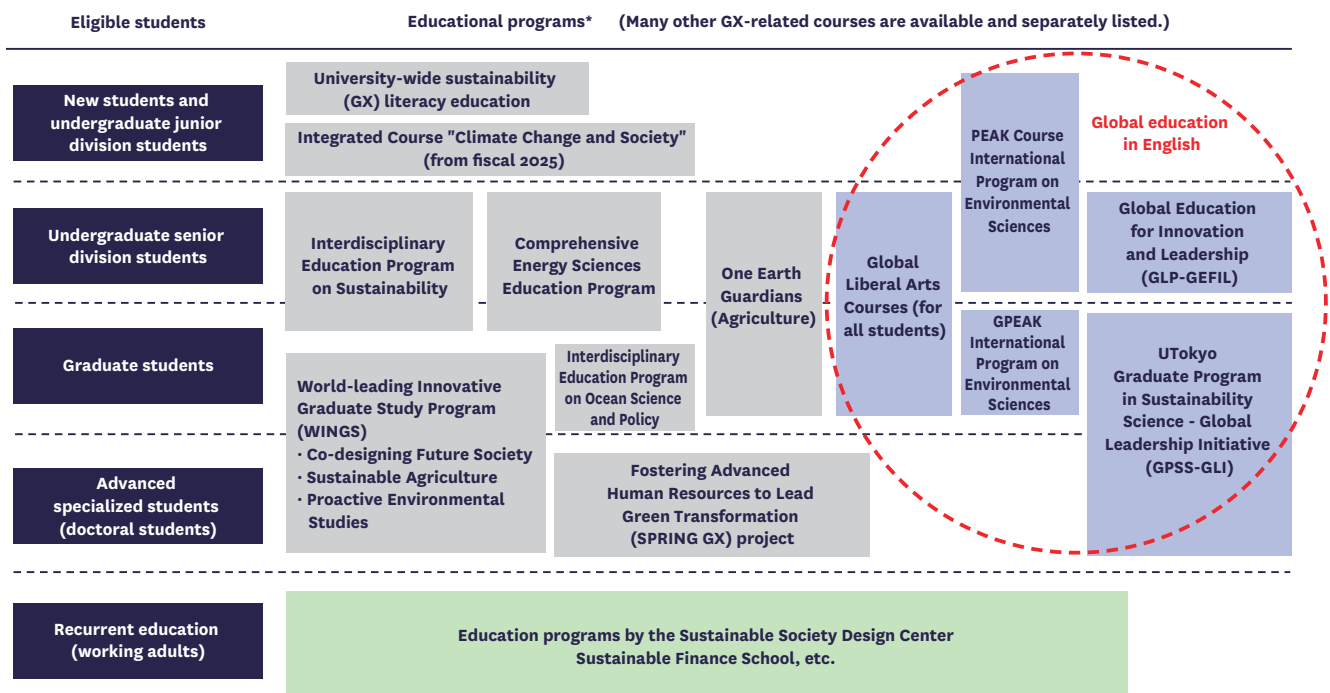 Eligible students
Educational programs* (Many other GX-related courses are available and separately listed.)
New students and
undergraduate junior
division students
University-wide sustainability
(GX) literacy education
Integrated Course "Climate Change and Society"
(from fiscal 2025)
PEAK Course
International
Program on
Environmental
Sciences
Global education
in English
Undergraduate senior
division students
Interdisciplinary
Education Program
on Sustainability
Comprehensive
Energy Sciences
Education Program
One Earth
Guardians
(Agriculture)
Global
Liberal Arts
Courses (for
all students)
Global Education
for Innovation
and Leadership
(GLP-GEFIL)
Graduate students
World-leading Innovative
Graduate Study Program
(WINGS)
· Co-designing Future Society
· Sustainable Agriculture
· Proactive Environmental
Studies
Interdisciplinary
Education Program
on Ocean Science
and Policy
GPEAK
International
Program on
Environmental
Sciences
UTokyo
Graduate Program
in Sustainability
Science - Global
Leadership Initiative
(GPSS-GLI)
Advanced
specialized students
(doctoral students)
Fostering Advanced
Human Resources to Lead
Green Transformation
(SPRING GX) project
Recurrent education
(working adults)
Education programs by the Sustainable Society Design Center
Sustainable Finance School, etc.